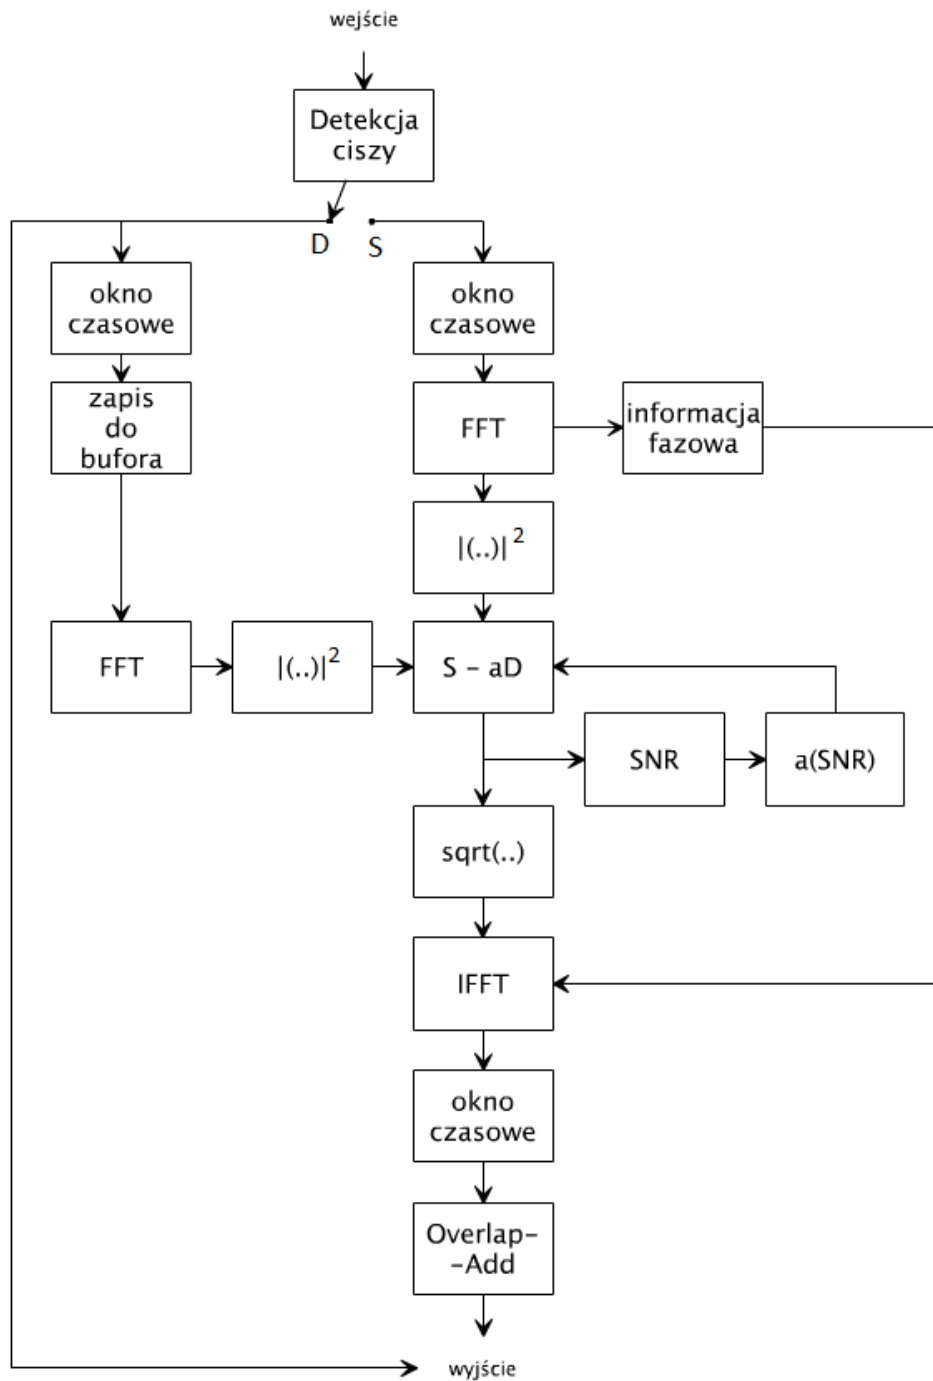 wejście
Detekcja
ciszy
D S
okno
czasowe
okno
czasowe
zapis
do
bufora
FFT
informacja
fazowa
|(..)|²
FFT
|(..)|²
S – aD
SNR
a(SNR)
sqrt(..)
IFFT
okno
czasowe
Overlap-
-Add
wyjście